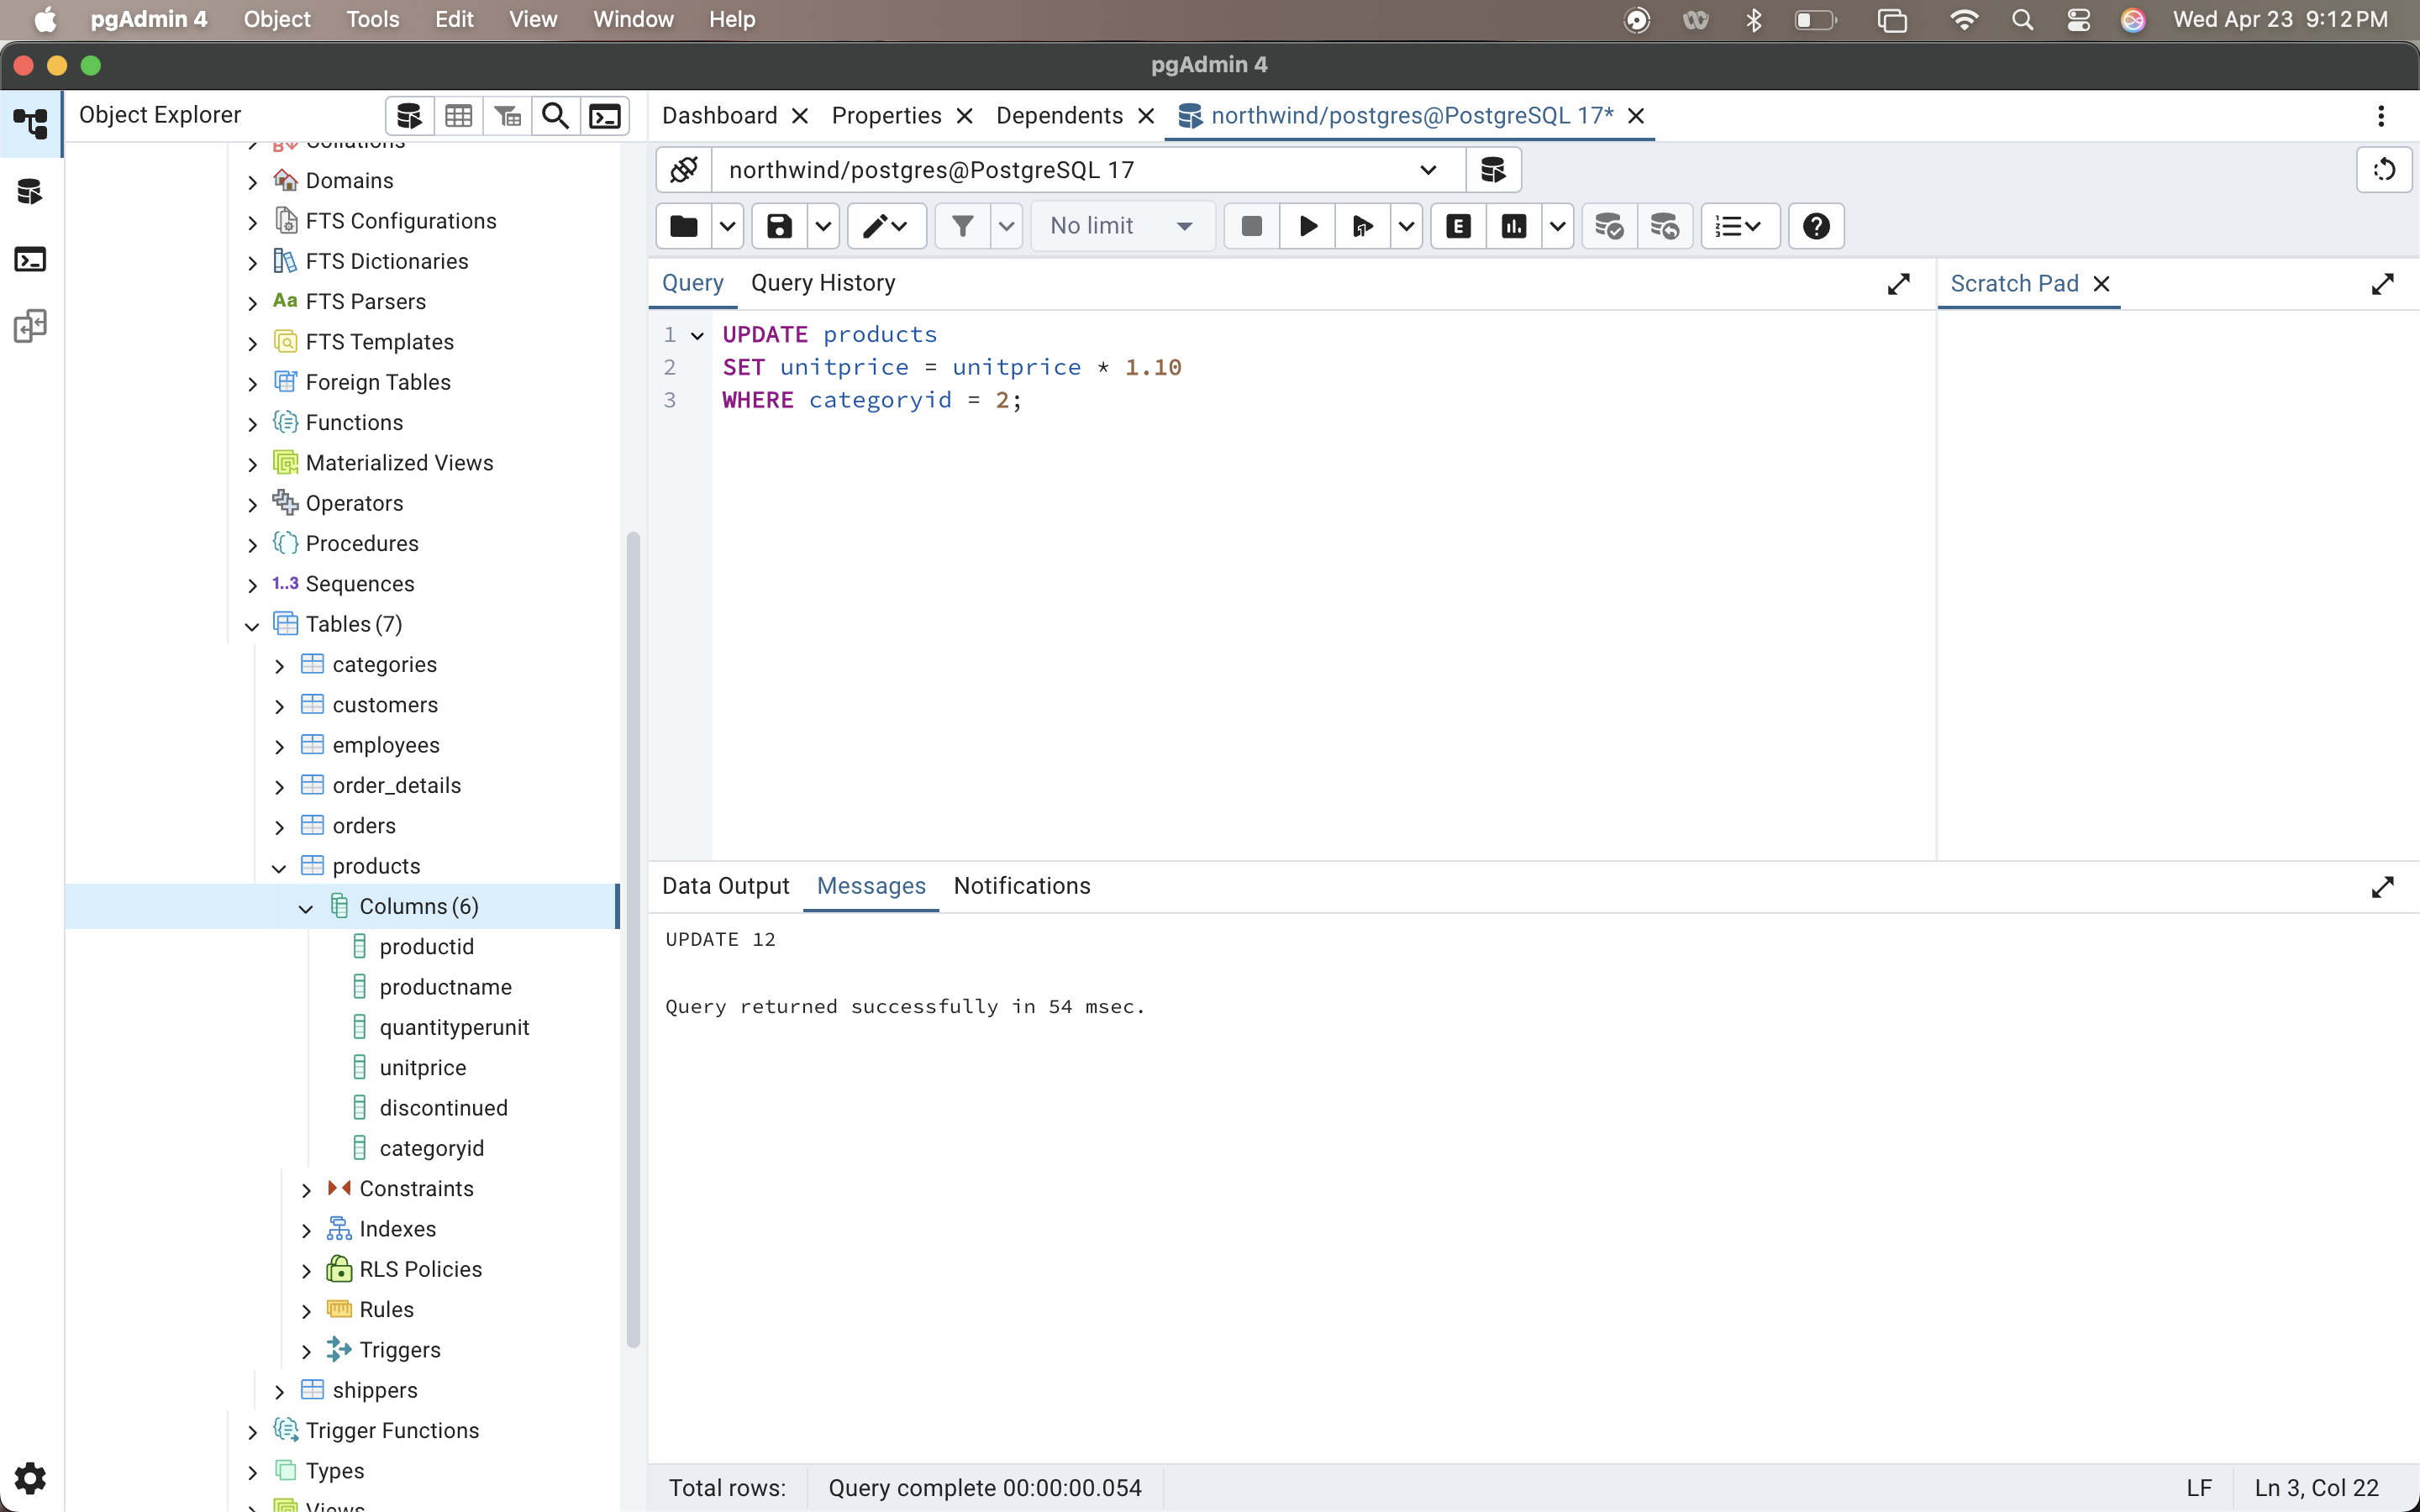 pgAdmin 4 Object Tools Edit View Window Help Wed Apr 23 9:12 PM
pgAdmin 4
Object Explorer
Collations
Domains
FTS Configurations
FTS Dictionaries
Aa FTS Parsers
FTS Templates
Foreign Tables
Functions
Materialized Views
Operators
Procedures
1..3 Sequences
Tables (7)
categories
customers
employees
order_details
orders
products
Columns (6)
productid
productname
quantityperunit
unitprice
discontinued
categoryid
Constraints
Indexes
RLS Policies
Rules
Triggers
shippers
Trigger Functions
Types
Views
Dashboard Properties Dependents northwind/postgres@PostgreSQL 17*
northwind/postgres@PostgreSQL 17
No limit E
Query Query History
Scratch Pad
1 UPDATE products
2 SET unitprice = unitprice * 1.10
3 WHERE categoryid = 2;
Data Output Messages Notifications
UPDATE 12
Query returned successfully in 54 msec.
Total rows: Query complete 00:00:00.054 LF Ln 3, Col 22